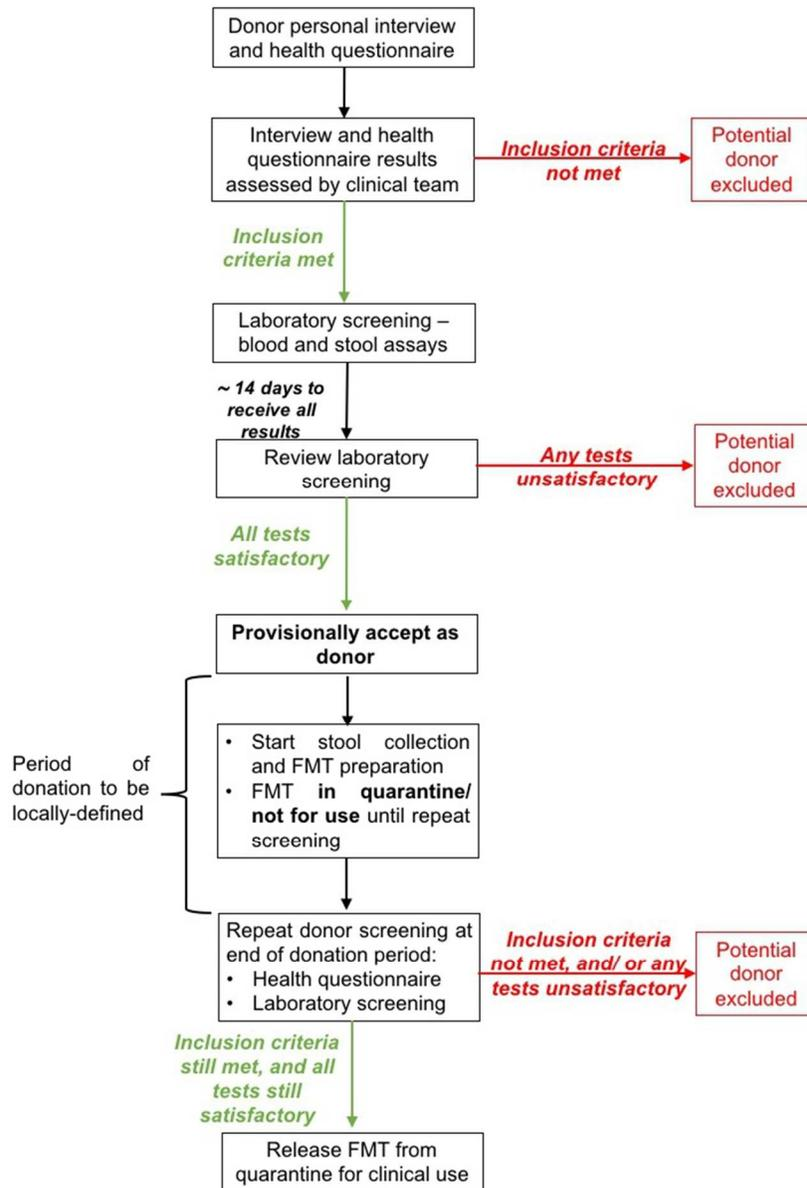 Donor personal interview
and health questionnaire
Interview and health
questionnaire results
assessed by clinical team
Inclusion criteria
not met
Potential
donor
excluded
Inclusion
criteria met
Laboratory screening –
blood and stool assays
~ 14 days to
receive all
results
Review laboratory
screening
Any tests
unsatisfactory
Potential
donor
excluded
All tests
satisfactory
Provisionally accept as
donor
Period of
donation to be
locally-defined
• Start stool collection
and FMT preparation
• FMT in quarantine/
not for use until repeat
screening
Repeat donor screening at
end of donation period:
• Health questionnaire
• Laboratory screening
Inclusion criteria
not met, and/ or any
tests unsatisfactory
Potential
donor
excluded
Inclusion criteria
still met, and all
tests still
satisfactory
Release FMT from
quarantine for clinical use